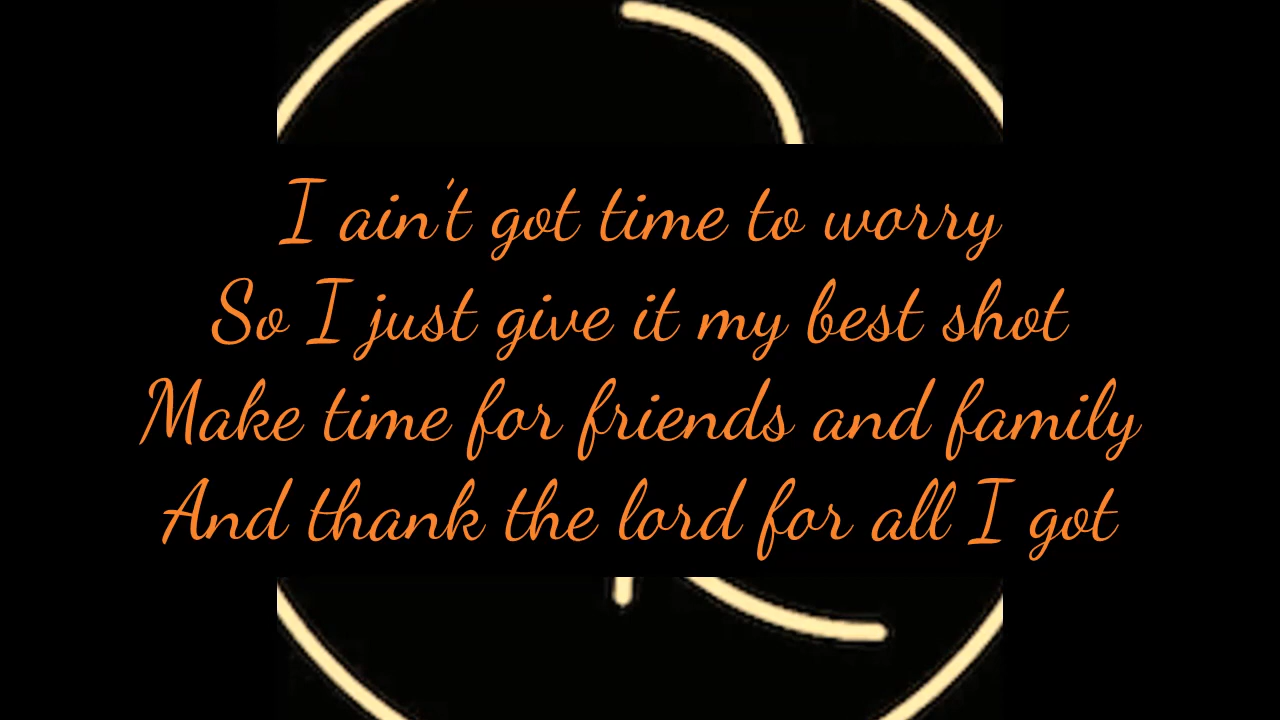 I ain't got time to worry
So I just give it my best shot
Make time for friends and family
And thank the lord for all I got